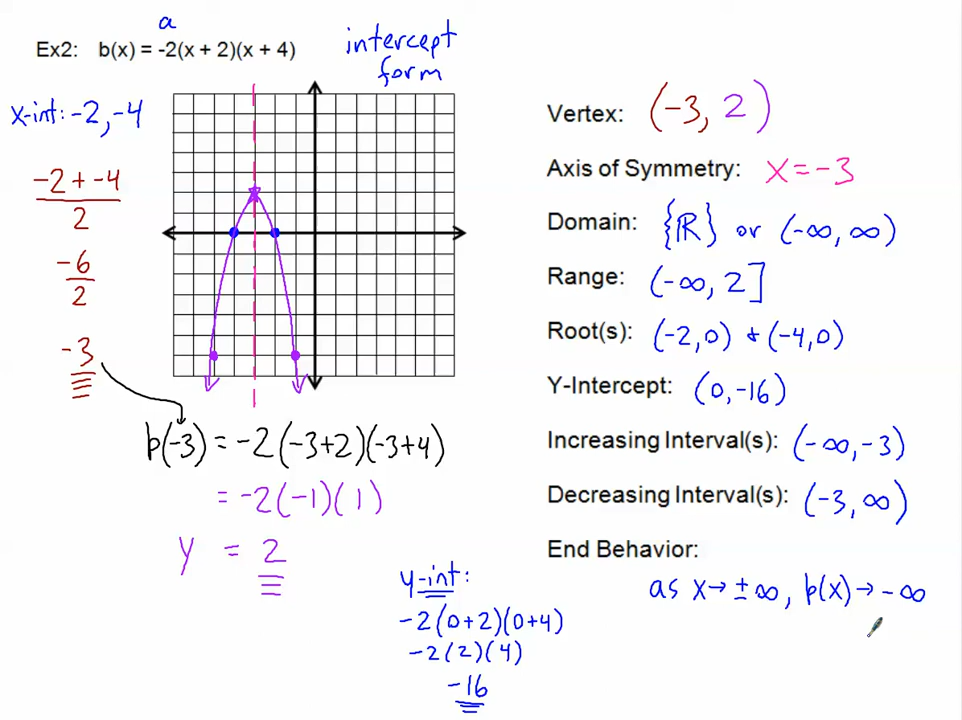 a
Ex2: b(x) = -2(x + 2)(x + 4)
intercept
form
x-int: -2, -4
-2 + -4
2
-6
2
-3
b(-3) = -2(-3+2)(-3+4)
= -2(-1)(1)
y = 2
y-int:
-2(0+2)(0+4)
-2(2)(4)
-16
Vertex: (-3, 2)
Axis of Symmetry: x = -3
Domain: {ℝ} or (-∞, ∞)
Range: (-∞, 2]
Root(s): (-2,0) & (-4,0)
Y-Intercept: (0,-16)
Increasing Interval(s): (-∞,-3)
Decreasing Interval(s): (-3, ∞)
End Behavior:
as x→ ±∞, b(x)→ -∞